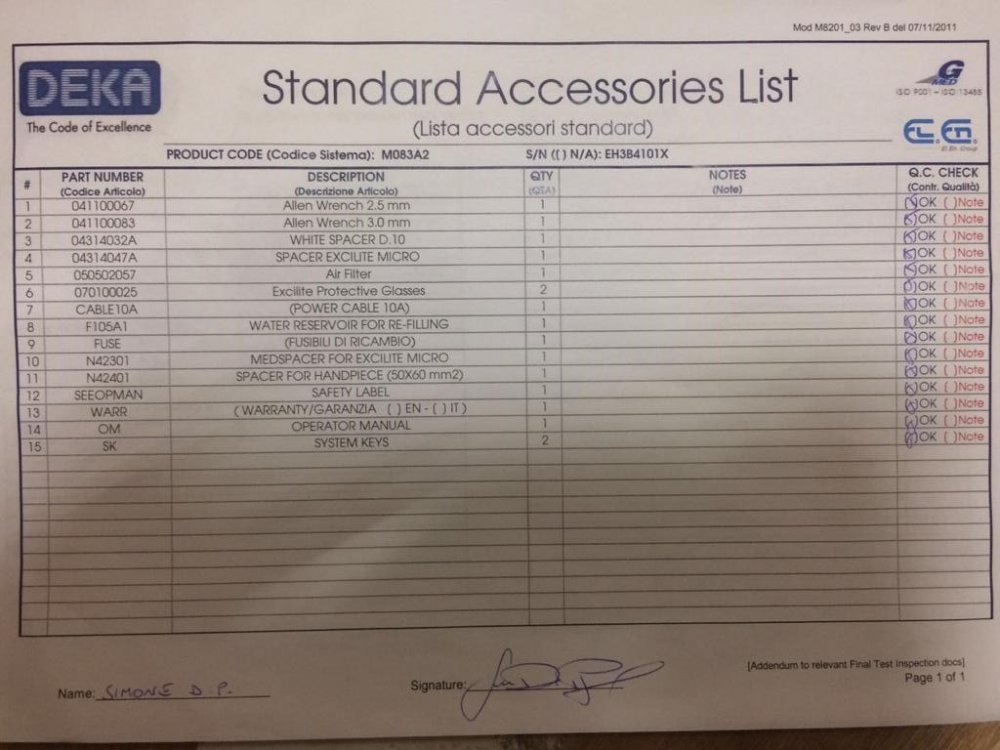 Mod M8201_03 Rev B del 07/11/2011
DEKA
The Code of Excellence
Standard Accessories List
(Lista accessori standard)
G
MED
ISO 9001 – ISO 13485
EL.En.
El.En. Group
PRODUCT CODE (Codice Sistema): M083A2 S/N (( ) N/A): EH3B4101X
# PART NUMBER DESCRIPTION QTY NOTES Q.C. CHECK
(Codice Articolo) (Descrizione Articolo) (QTA) (Note) (Contr. Qualità)
1 041100067 Allen Wrench 2.5 mm 1 ( )OK ( )Note
2 041100083 Allen Wrench 3.0 mm 1 ( )OK ( )Note
3 04314032A WHITE SPACER D.10 1 ( )OK ( )Note
4 04314047A SPACER EXCILITE MICRO 1 ( )OK ( )Note
5 050502057 Air Filter 1 ( )OK ( )Note
6 070100025 Excilite Protective Glasses 2 ( )OK ( )Note
7 CABLE10A (POWER CABLE 10A) 1 ( )OK ( )Note
8 F105A1 WATER RESERVOIR FOR RE-FILLING 1 ( )OK ( )Note
9 FUSE (FUSIBILI DI RICAMBIO) 1 ( )OK ( )Note
10 N42301 MEDSPACER FOR EXCILITE MICRO 1 ( )OK ( )Note
11 N42401 SPACER FOR HANDPIECE (50X60 mm2) 1 ( )OK ( )Note
12 SEEOPMAN SAFETY LABEL 1 ( )OK ( )Note
13 WARR (WARRANTY/GARANZIA ( ) EN - ( ) IT ) 1 ( )OK ( )Note
14 OM OPERATOR MANUAL 1 ( )OK ( )Note
15 SK SYSTEM KEYS 2 ( )OK ( )Note
[Addendum to relevant Final Test Inspection docs]
Page 1 of 1
Name: SIMONE D.P. Signature: